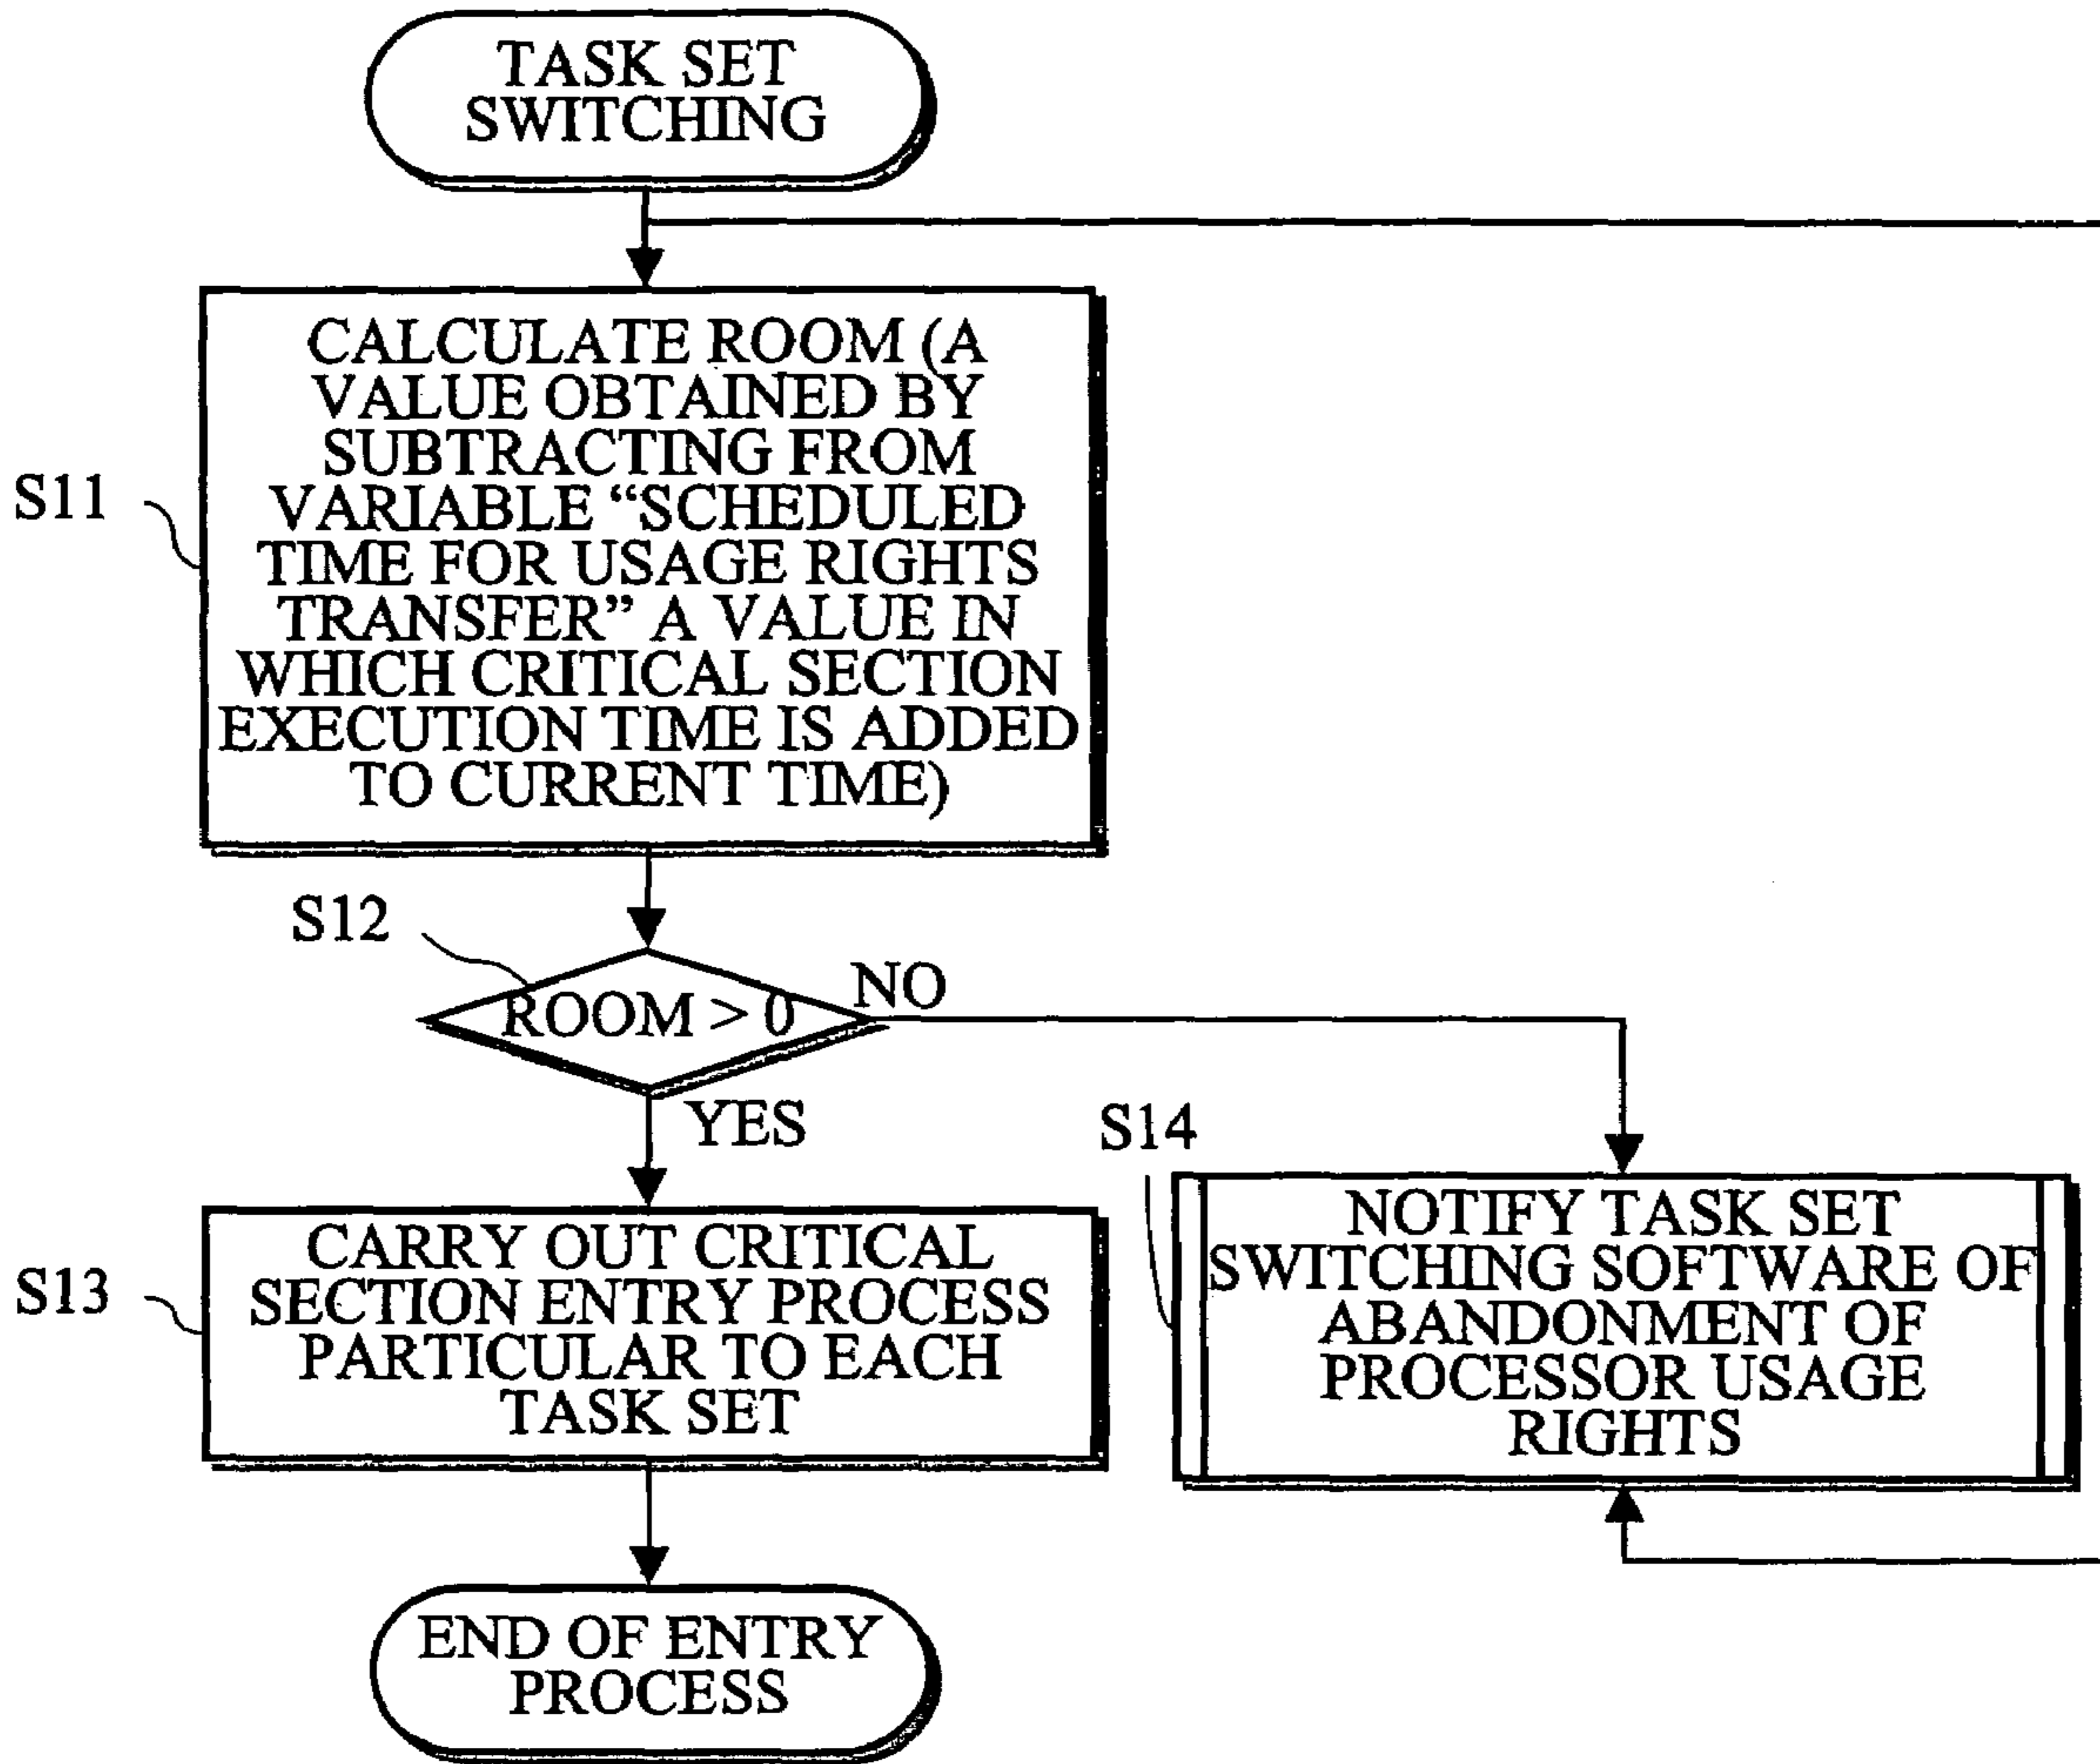 TASK SET
SWITCHING
S11
CALCULATE ROOM (A
VALUE OBTAINED BY
SUBTRACTING FROM
VARIABLE “SCHEDULED
TIME FOR USAGE RIGHTS
TRANSFER” A VALUE IN
WHICH CRITICAL SECTION
EXECUTION TIME IS ADDED
TO CURRENT TIME)
S12
ROOM > 0
NO
YES
S13
CARRY OUT CRITICAL
SECTION ENTRY PROCESS
PARTICULAR TO EACH
TASK SET
S14
NOTIFY TASK SET
SWITCHING SOFTWARE OF
ABANDONMENT OF
PROCESSOR USAGE
RIGHTS
END OF ENTRY
PROCESS